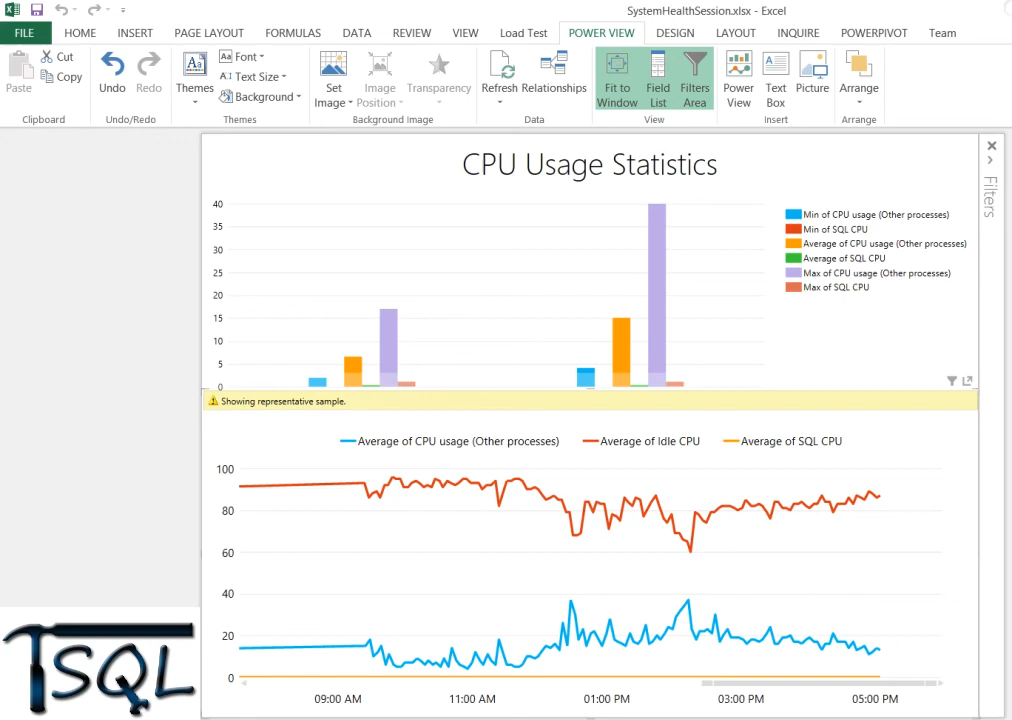 SystemHealthSession.xlsx - Excel
FILE HOME INSERT PAGE LAYOUT FORMULAS DATA REVIEW VIEW Load Test POWER VIEW DESIGN LAYOUT INQUIRE POWERPIVOT Team
Paste
Cut
Copy
Clipboard
Undo Redo
Undo/Redo
Themes
Font
Text Size
Background
Themes
Set Image
Image Position
Transparency
Background Image
Refresh Relationships
Data
Fit to Window
Field List
Filters Area
View
Power View
Text Box
Picture
Insert
Arrange
Arrange
CPU Usage Statistics
Filters
40
35
30
25
20
15
10
5
0
Min of CPU usage (Other processes)
Min of SQL CPU
Average of CPU usage (Other processes)
Average of SQL CPU
Max of CPU usage (Other processes)
Max of SQL CPU
Showing representative sample.
Average of CPU usage (Other processes) Average of Idle CPU Average of SQL CPU
100
80
60
40
20
0
09:00 AM 11:00 AM 01:00 PM 03:00 PM 05:00 PM
TSQL